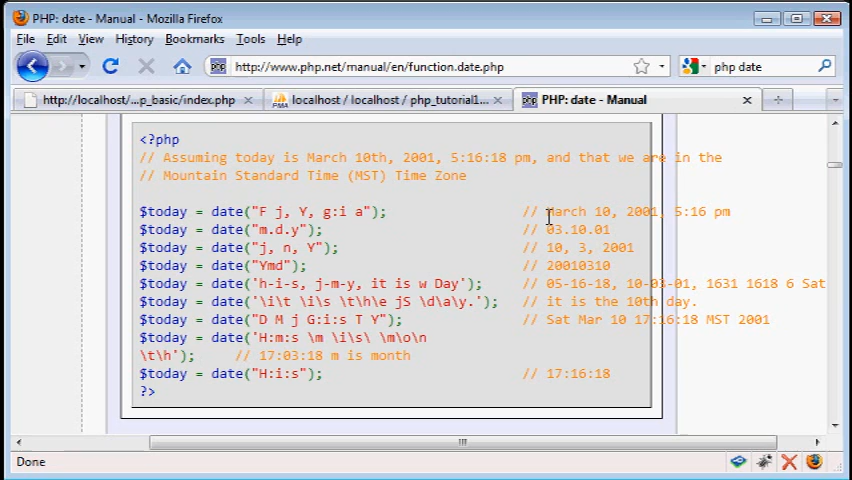 PHP: date - Manual - Mozilla Firefox
File Edit View History Bookmarks Tools Help
http://www.php.net/manual/en/function.date.php
php date
http://localhost/...p_basic/index.php
PMA
localhost / localhost / php_tutorial1...
php
PHP: date - Manual
<?php
// Assuming today is March 10th, 2001, 5:16:18 pm, and that we are in the
// Mountain Standard Time (MST) Time Zone
$today = date("F j, Y, g:i a"); // March 10, 2001, 5:16 pm
$today = date("m.d.y"); // 03.10.01
$today = date("j, n, Y"); // 10, 3, 2001
$today = date("Ymd"); // 20010310
$today = date('h-i-s, j-m-y, it is w Day'); // 05-16-18, 10-03-01, 1631 1618 6 Sat
$today = date('\i\t \i\s \t\h\e jS \d\a\y.'); // it is the 10th day.
$today = date("D M j G:i:s T Y"); // Sat Mar 10 17:16:18 MST 2001
$today = date('H:m:s \m \i\s\ \m\o\n
\t\h'); // 17:03:18 m is month
$today = date("H:i:s"); // 17:16:18
?>
Done